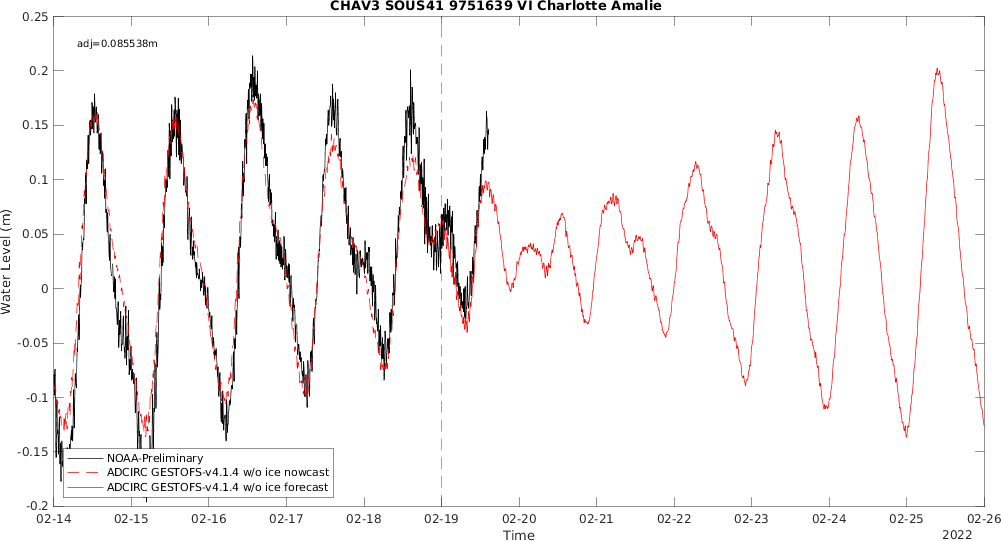 CHAV3 SOUS41 9751639 VI Charlotte Amalie
adj=0.085538m
0.25
0.2
0.15
0.1
0.05
0
-0.05
-0.1
-0.15
-0.2
Water Level (m)
NOAA-Preliminary
ADCIRC GESTOFS-v4.1.4 w/o ice nowcast
ADCIRC GESTOFS-v4.1.4 w/o ice forecast
02-14 02-15 02-16 02-17 02-18 02-19 02-20 02-21 02-22 02-23 02-24 02-25 02-26
Time
2022